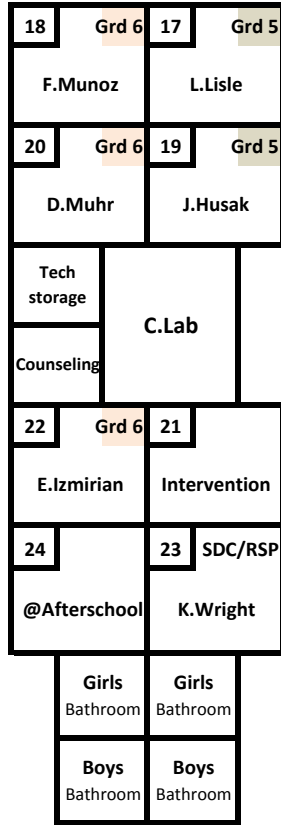 18 Grd 6 17 Grd 5
F.Munoz L.Lisle
20 Grd 6 19 Grd 5
D.Muhr J.Husak
Tech
storage
C.Lab
Counseling
22 Grd 6 21
E.Izmirian Intervention
24 23 SDC/RSP
@Afterschool K.Wright
Girls Girls
Bathroom Bathroom
Boys Boys
Bathroom Bathroom